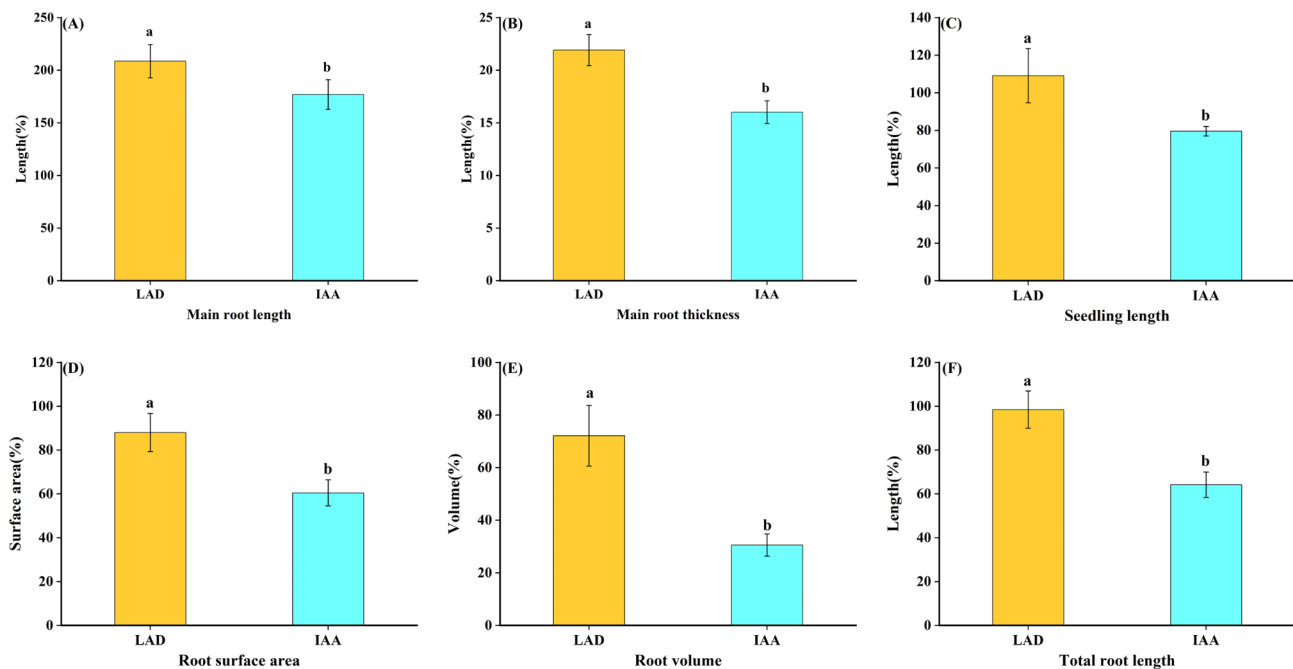 (A)
250
200
150
100
50
0
Length(%)
a
b
LAD IAA
Main root length
(B)
25
20
15
10
5
0
Length(%)
a
b
LAD IAA
Main root thickness
(C)
140
120
100
80
60
40
20
0
Length(%)
a
b
LAD IAA
Seedling length
(D)
120
100
80
60
40
20
0
Surface area(%)
a
b
LAD IAA
Root surface area
(E)
100
80
60
40
20
0
Volume(%)
a
b
LAD IAA
Root volume
(F)
120
100
80
60
40
20
0
Length(%)
a
b
LAD IAA
Total root length